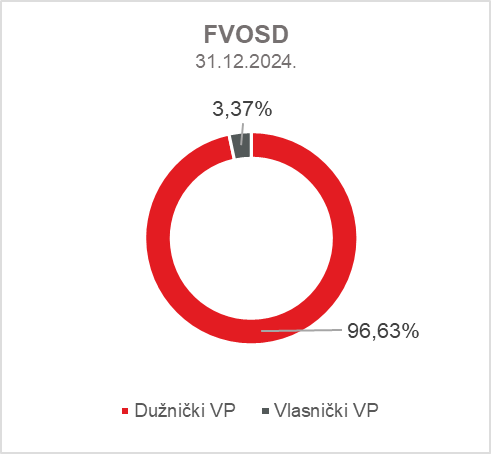 FVOSD
31.12.2024.
3,37%
96,63%
Dužnički VP
Vlasnički VP